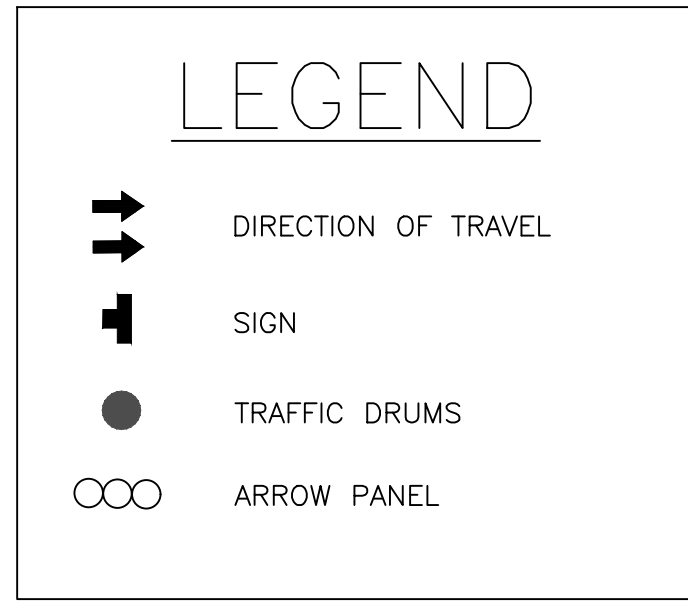 LEGEND
DIRECTION OF TRAVEL
SIGN
TRAFFIC DRUMS
ARROW PANEL